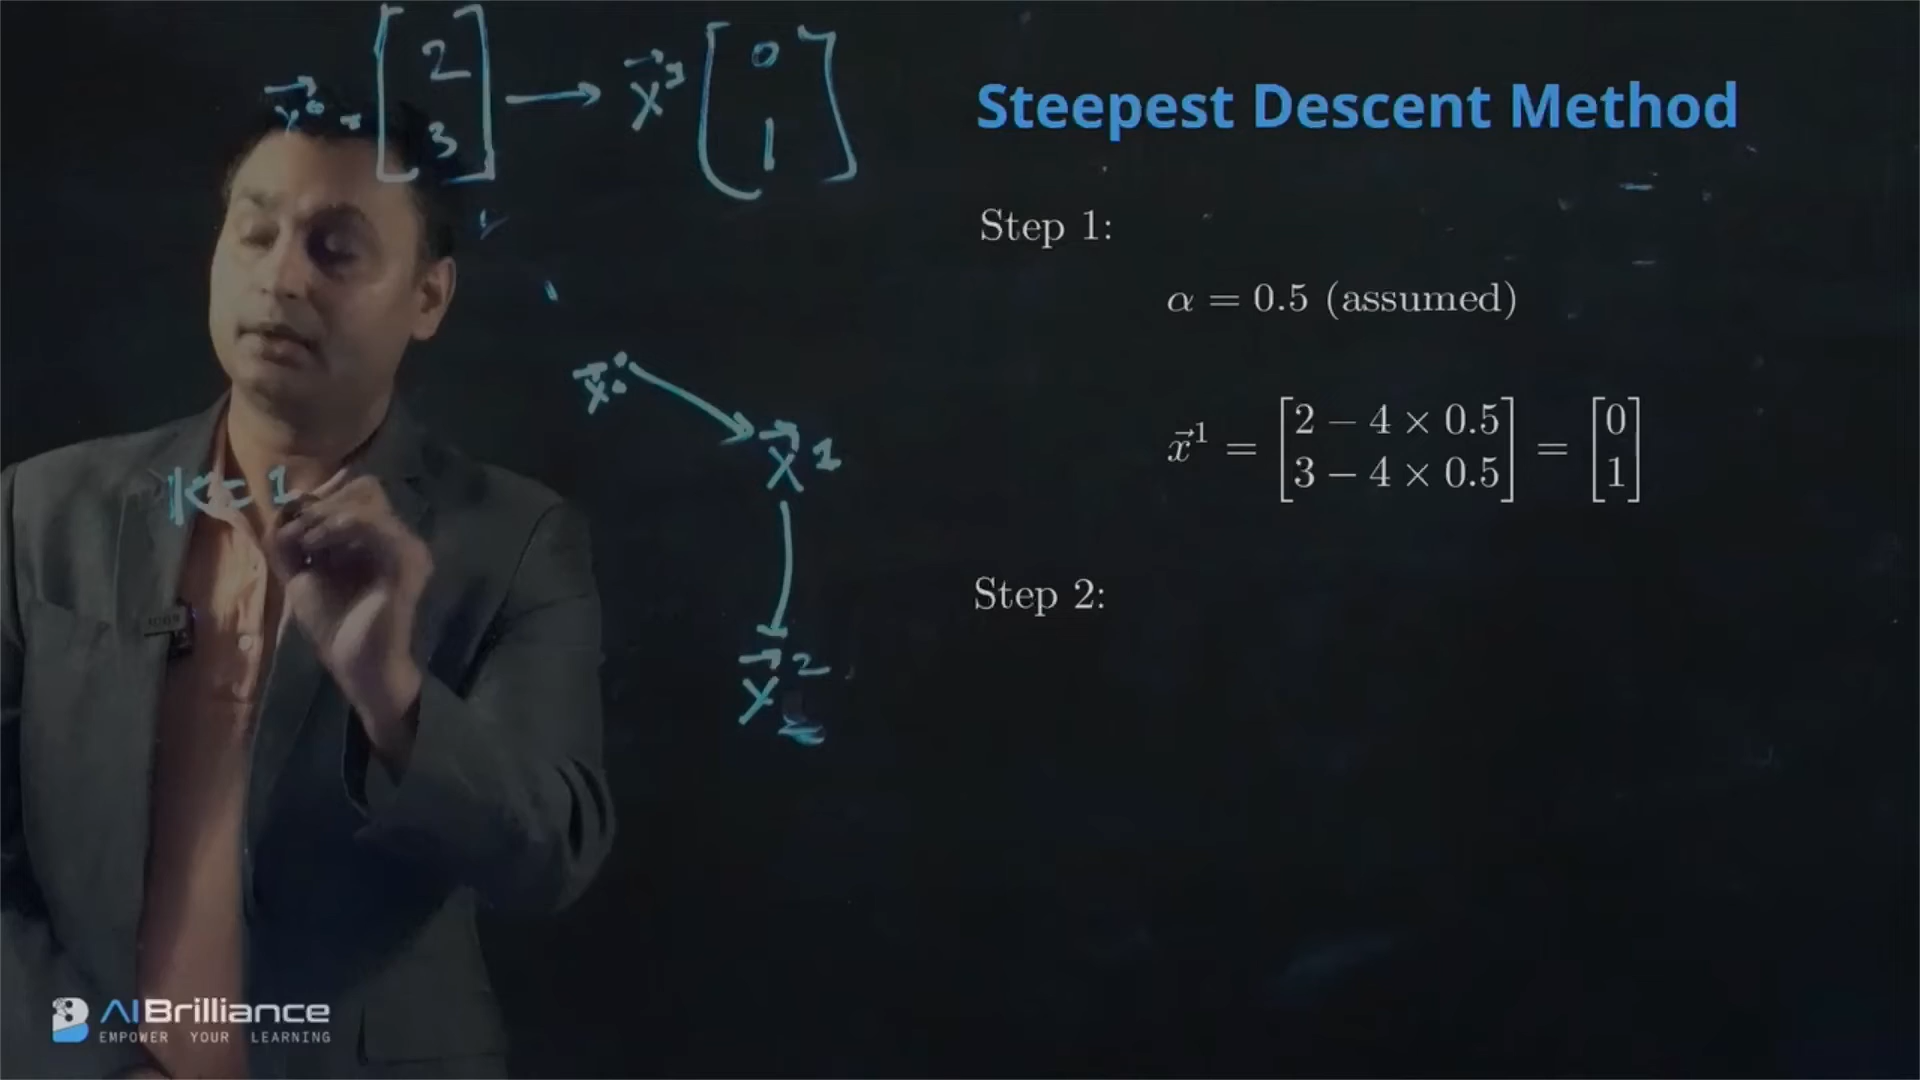 x⃗⁰ = [2 3] → x⃗¹ [0 1]
x⃗⁰
x⃗¹
k=1
x⃗²
Steepest Descent Method
Step 1:
α = 0.5 (assumed)
x⃗¹ = [2 − 4 × 0.5 3 − 4 × 0.5] = [0 1]
Step 2:
AIBrilliance
EMPOWER YOUR LEARNING